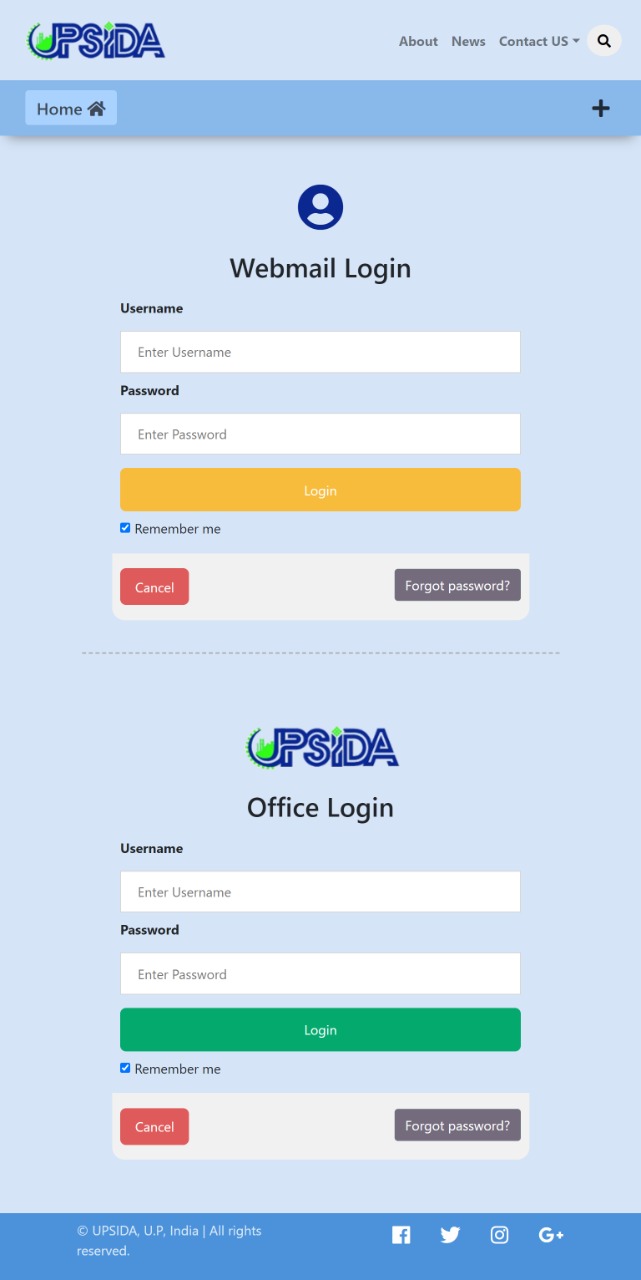 UPSIDA
About News Contact US
Home
Webmail Login
Username
Enter Username
Password
Enter Password
Login
Remember me
Cancel Forgot password?
UPSIDA
Office Login
Username
Enter Username
Password
Enter Password
Login
Remember me
Cancel Forgot password?
© UPSIDA, U.P, India | All rights
reserved.